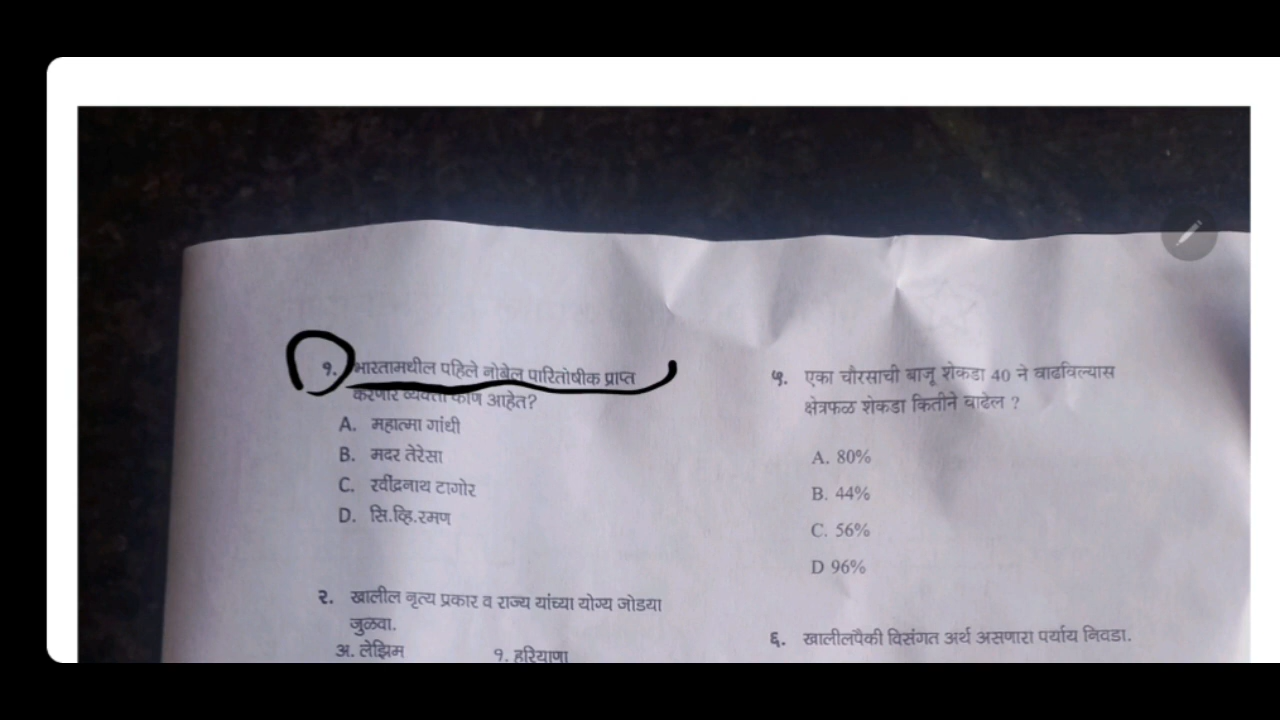 १. भारतामधील पहिले नोबेल पारितोषीक प्राप्त
करणार व्यक्ती कोण आहेत?
A. महात्मा गांधी
B. मदर तेरेसा
C. रवींद्रनाथ टागोर
D. सि.व्हि.रमण
२. खालील नृत्य प्रकार व राज्य यांच्या योग्य जोडया
जुळवा.
अ. लेझिम १. हरियाणा
५. एका चौरसाची बाजू शेकडा 40 ने वाढविल्यास
क्षेत्रफळ शेकडा कितीने वाढेल ?
A. 80%
B. 44%
C. 56%
D 96%
६. खालीलपैकी विसंगत अर्थ असणारा पर्याय निवडा.